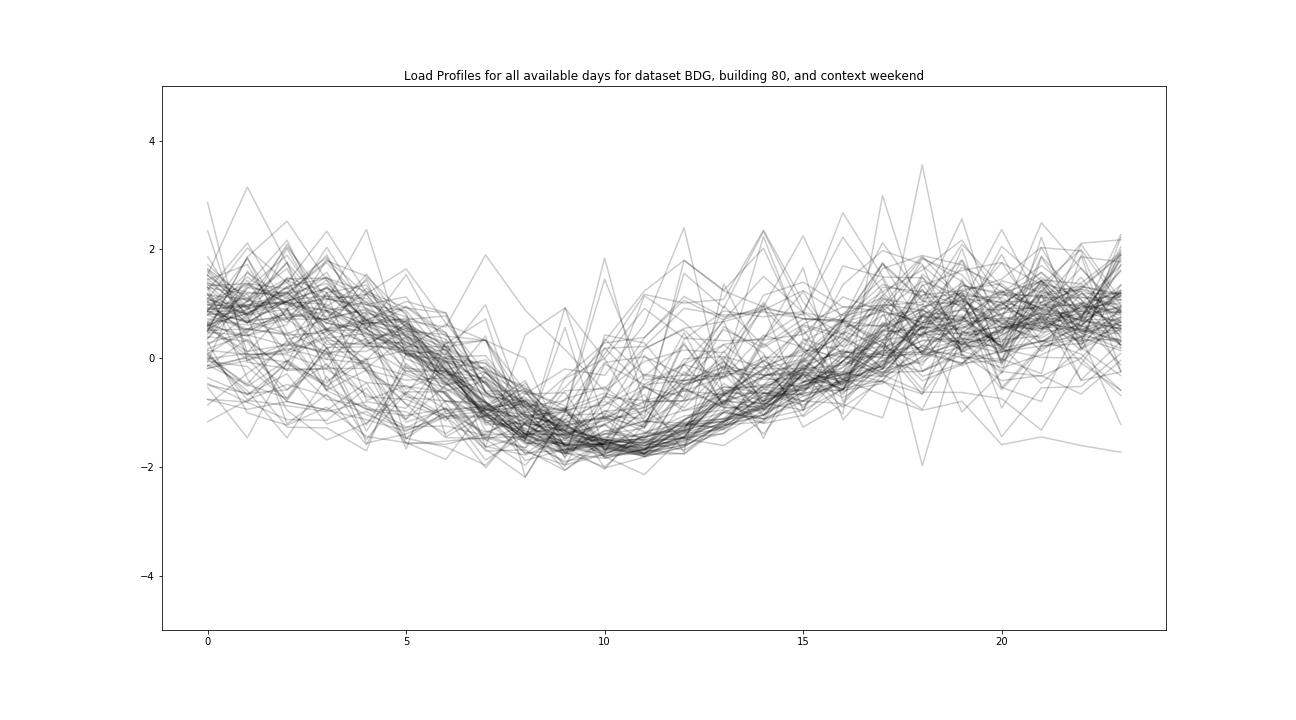 Load Profiles for all available days for dataset BDG, building 80, and context weekend
4
2
0
−2
−4
0 5 10 15 20